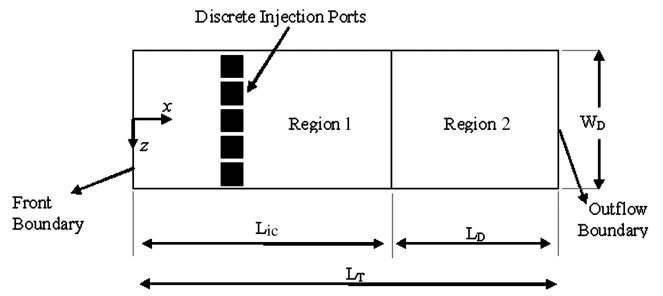 Discrete Injection Ports
x
z
Region 1
Region 2
W_D
Front
Boundary
Outflow
Boundary
L_ic
L_D
L_T